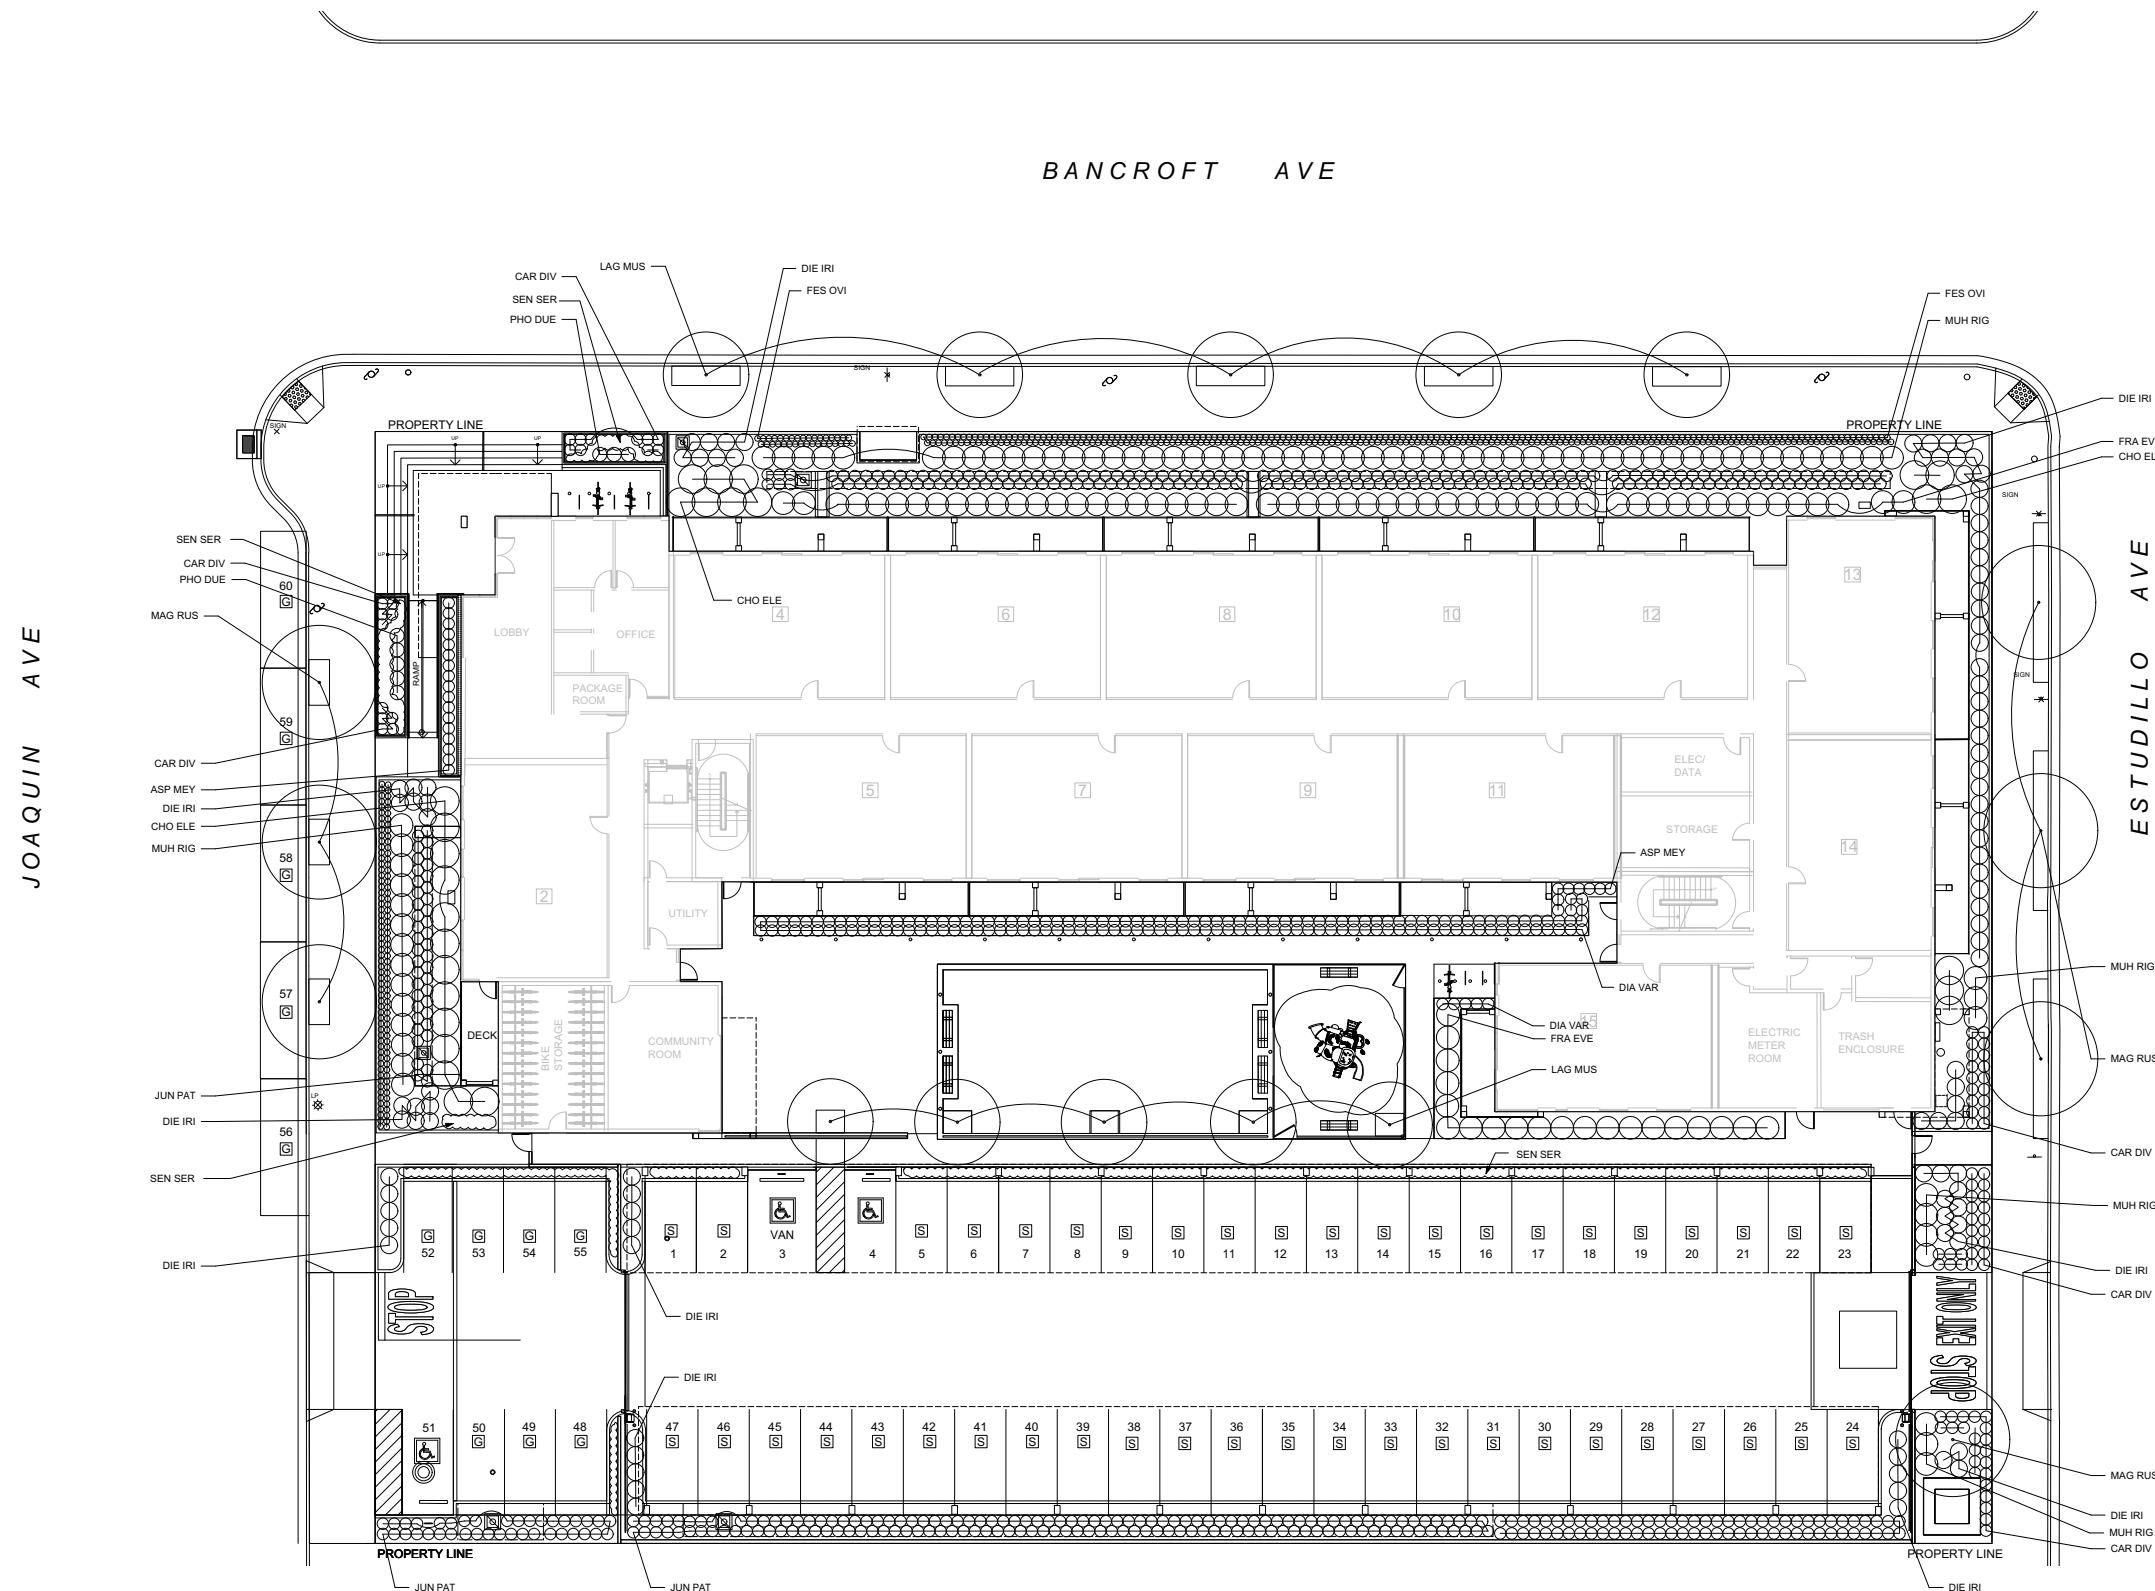 BANCROFT AVE
LAG MUS
DIE IRI
CAR DIV
FES OVI
SEN SER
PHO DUE
FES OVI
MUH RIG
SIGN
DIE IRI
PROPERTY LINE
PROPERTY LINE
SIGN
UP
UP
FRA EV
CHO EL
UP
SIGN
UP
SEN SER
CAR DIV
PHO DUE
60
G
MAG RUS
JOAQUIN AVE
ESTUDILLO AVE
CHO ELE
4
6
8
10
12
13
LOBBY
OFFICE
RAMP
PACKAGE
ROOM
SIGN
59
G
CAR DIV
ASP MEY
DIE IRI
CHO ELE
MUH RIG
5
7
9
11
ELEC/
DATA
STORAGE
14
58
G
ASP MEY
2
UTILITY
MUH RIG
DIA VAR
57
G
DIA VAR
FRA EVE
15
DECK
BIKE
STORAGE
COMMUNITY
ROOM
ELECTRIC
METER
ROOM
TRASH
ENCLOSURE
MAG RUS
LAG MUS
JUN PAT
LP
DIE IRI
56
G
SEN SER
SEN SER
CAR DIV
MUH RIG
G G G G
52 53 54 55
S S VAN S S S S S S S S S S S S S S S S S S S
1 2 3 4 5 6 7 8 9 10 11 12 13 14 15 16 17 18 19 20 21 22 23
DIE IRI
DIE IRI
CAR DIV
STOP
EXIT ONLY
DIE IRI
DIE IRI
51 50 49 48 47 46 45 44 43 42 41 40 39 38 37 36 35 34 33 32 31 30 29 28 27 26 25 24
G G G S S S S S S S S S S S S S S S S S S S S S S S S
MAG RUS
DIE IRI
MUH RIG
CAR DIV
PROPERTY LINE
PROPERTY LINE
JUN PAT
JUN PAT
DIE IRI